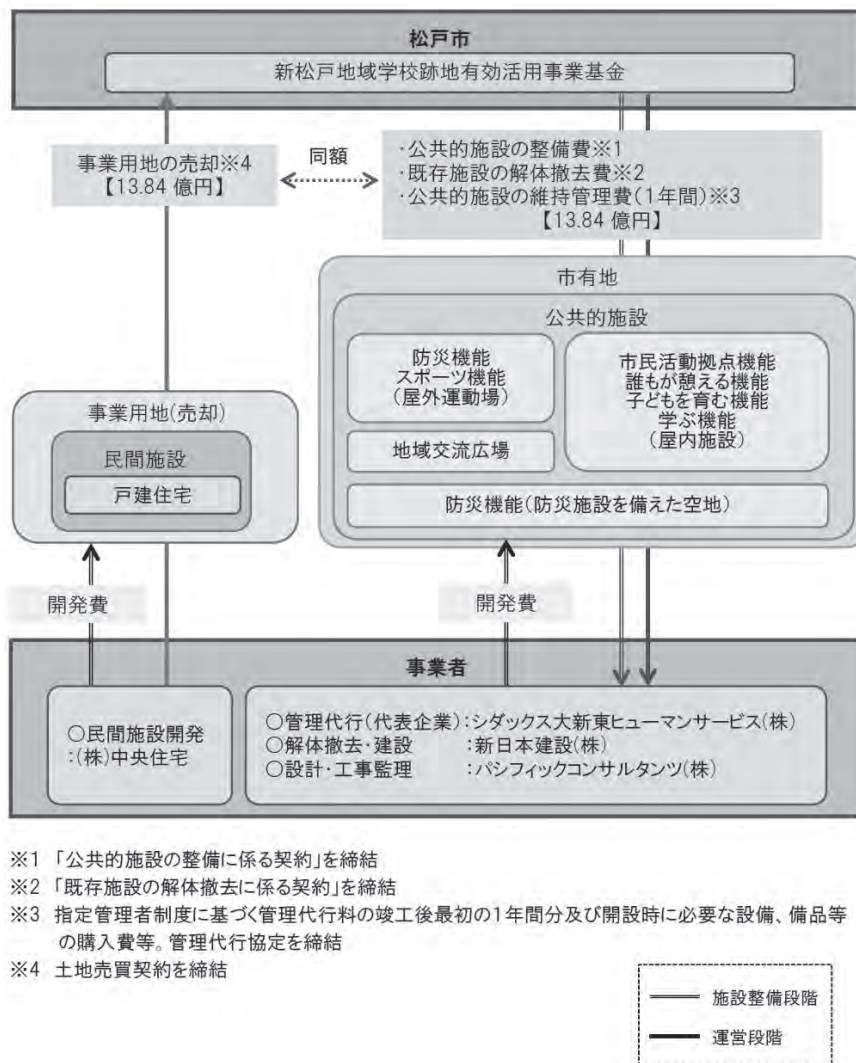 松戸市
新松戸地域学校跡地有効活用事業基金
事業用地の売却※4
【13.84 億円】
同額
・公共的施設の整備費※1
・既存施設の解体撤去費※2
・公共的施設の維持管理費(1年間)※3
【13.84 億円】
市有地
公共的施設
防災機能
スポーツ機能
(屋外運動場)
市民活動拠点機能
誰もが憩える機能
子どもを育む機能
学ぶ機能
(屋内施設)
地域交流広場
防災機能(防災施設を備えた空地)
事業用地(売却)
民間施設
戸建住宅
開発費
開発費
事業者
○民間施設開発
:(株)中央住宅
○管理代行(代表企業):シダックス大新東ヒューマンサービス(株)
○解体撤去・建設 :新日本建設(株)
○設計・工事監理 :パシフィックコンサルタンツ(株)
※1 「公共的施設の整備に係る契約」を締結
※2 「既存施設の解体撤去に係る契約」を締結
※3 指定管理者制度に基づく管理代行料の竣工後最初の1年間分及び開設時に必要な設備、備品等
の購入費等。管理代行協定を締結
※4 土地売買契約を締結
施設整備段階
運営段階